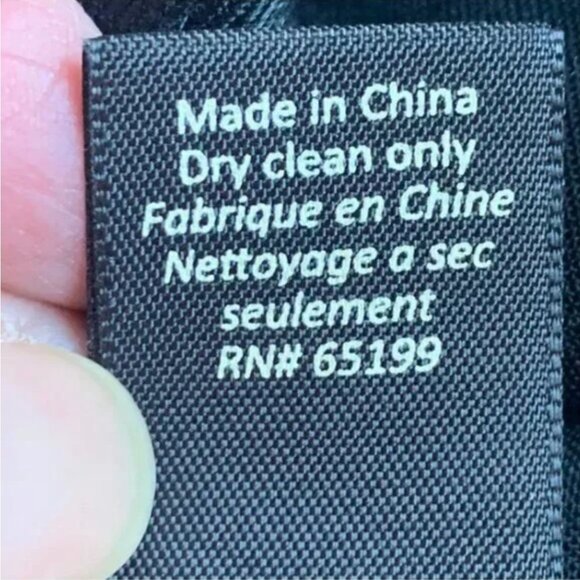 Made in China
Dry clean only
Fabrique en Chine
Nettoyage a sec
seulement
RN# 65199